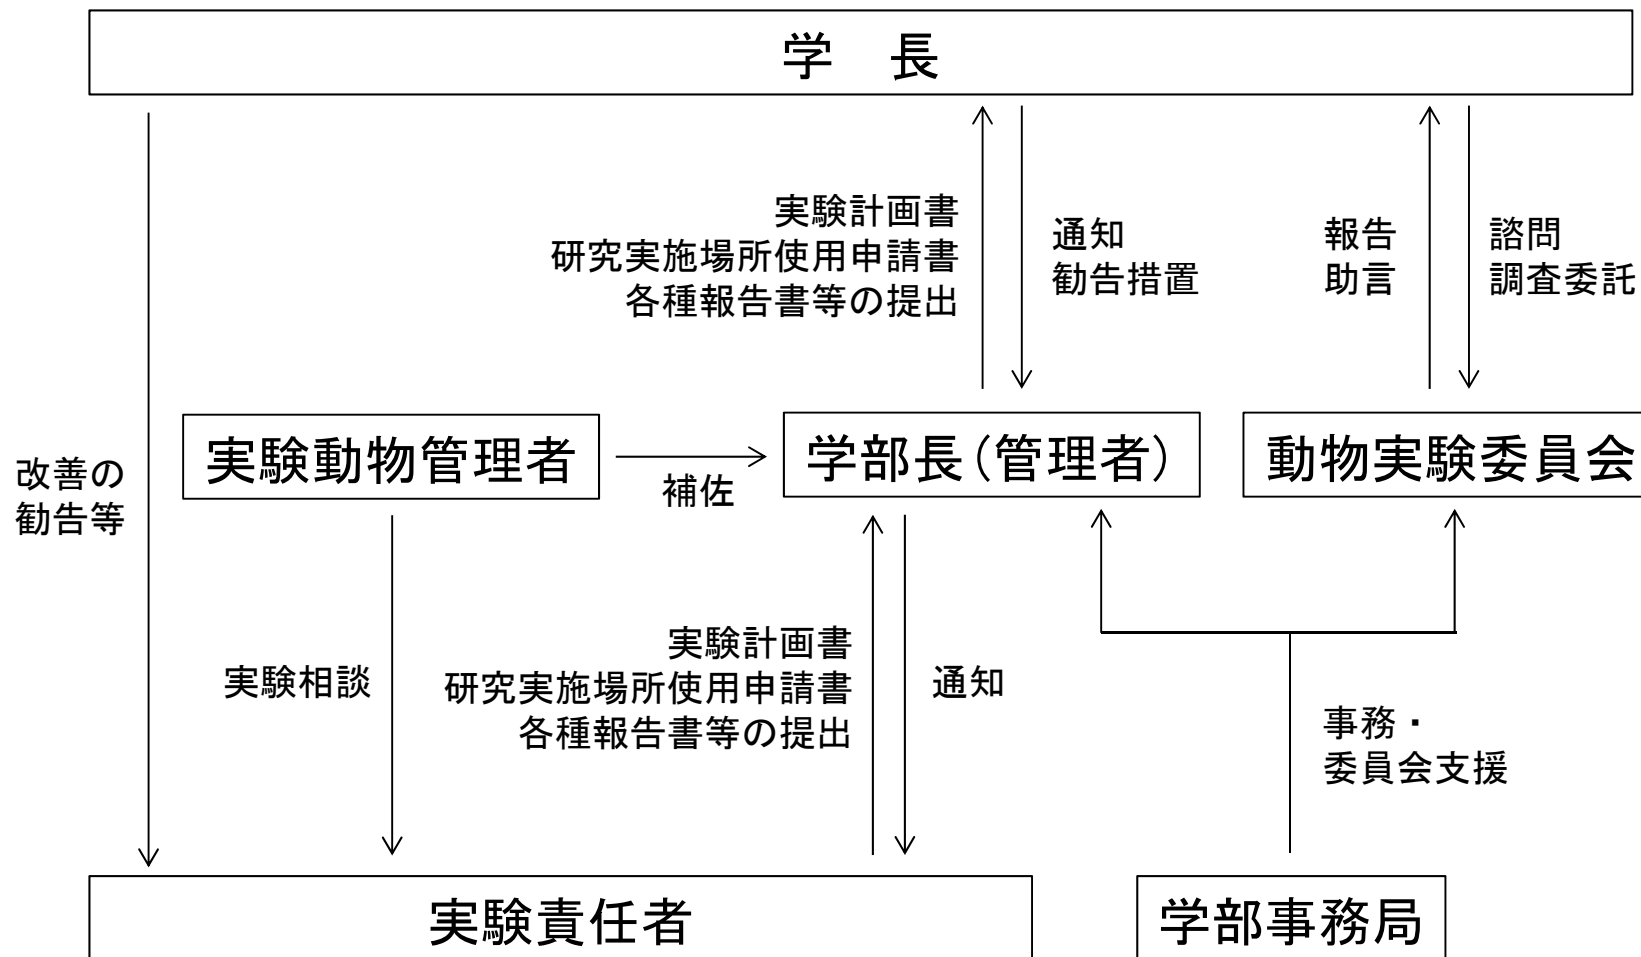 学　長
実験計画書
研究実施場所使用申請書
各種報告書等の提出
通知
勧告措置
報告
助言
諮問
調査委託
改善の
勧告等
実験動物管理者
補佐
学部長（管理者）
動物実験委員会
実験相談
実験計画書
研究実施場所使用申請書
各種報告書等の提出
通知
事務・
委員会支援
実験責任者
学部事務局